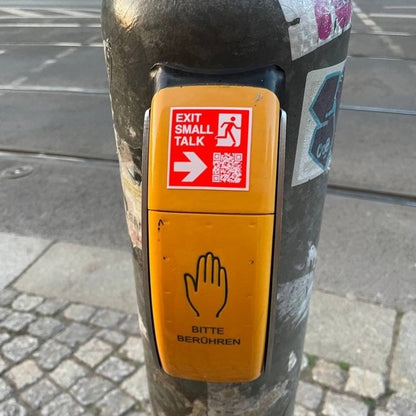 EXIT
SMALL
TALK
BITTE
BERÜHREN